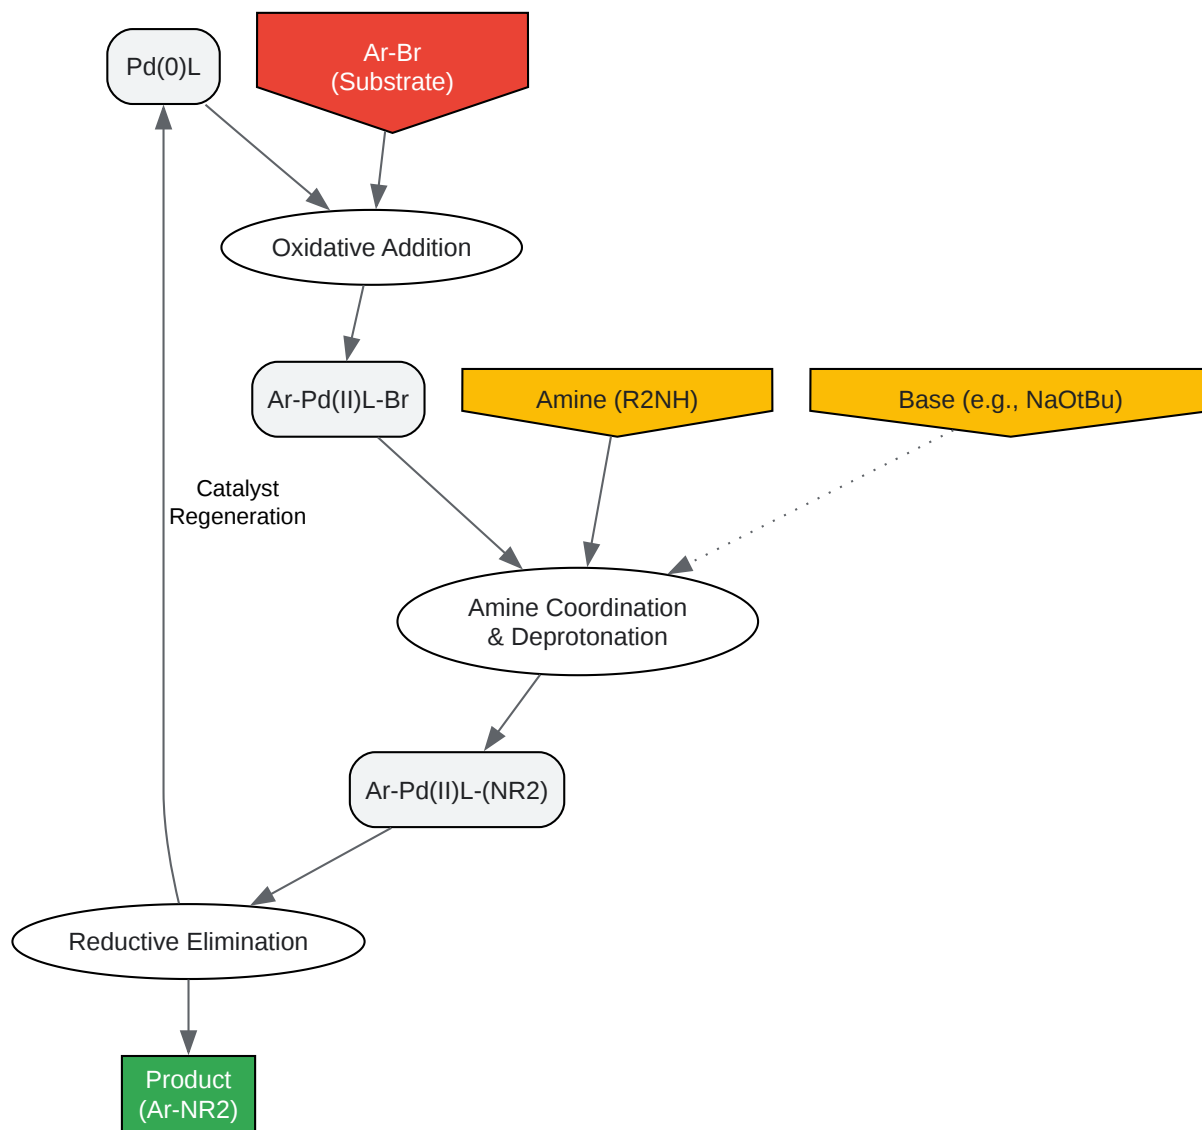 Pd(0)L
Ar-Br
(Substrate)
Oxidative Addition
Ar-Pd(II)L-Br
Amine (R2NH)
Base (e.g., NaOtBu)
Catalyst
Regeneration
Amine Coordination
& Deprotonation
Ar-Pd(II)L-(NR2)
Reductive Elimination
Product
(Ar-NR2)